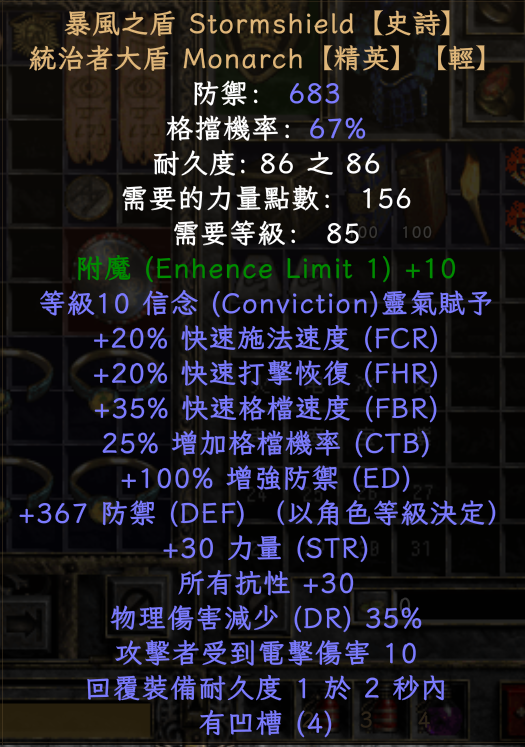 暴風之盾 Stormshield【史詩】
統治者大盾 Monarch【精英】【輕】
防禦： 683
格擋機率：67%
耐久度: 86 之 86
需要的力量點數： 156
需要等級： 85
附魔 (Enhence Limit 1) +10
等級10 信念 (Conviction)靈氣賦予
+20% 快速施法速度 (FCR)
+20% 快速打擊恢復 (FHR)
+35% 快速格檔速度 (FBR)
25% 增加格檔機率 (CTB)
+100% 增強防禦 (ED)
+367 防禦 (DEF) （以角色等級決定）
+30 力量 (STR)
所有抗性 +30
物理傷害減少 (DR) 35%
攻擊者受到電擊傷害 10
回覆裝備耐久度 1 於 2 秒內
有凹槽 (4)